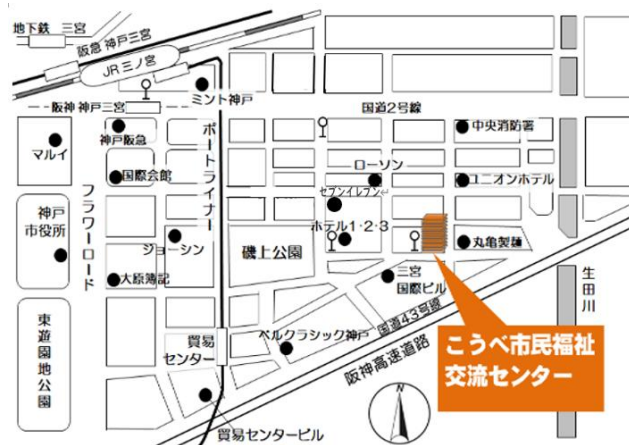 地下鉄 三宮
阪急 神戸三宮
JR 三ノ宮
ミント神戸
阪神 神戸三宮
国道2号線
マルイ
神戸阪急
ポートライナー
中央消防署
国際会館
フラワーロード
ローソン
ユニオンホテル
セブンイレブン
神戸
市役所
ジョーシン
磯上公園
ホテル1・2・3
丸亀製麺
大原簿記
三宮
国際ビル
生田川
国道43号線
東遊園地公園
貿易
センター
ベルクラシック神戸
阪神高速道路
こうべ市民福祉
交流センター
貿易センタービル